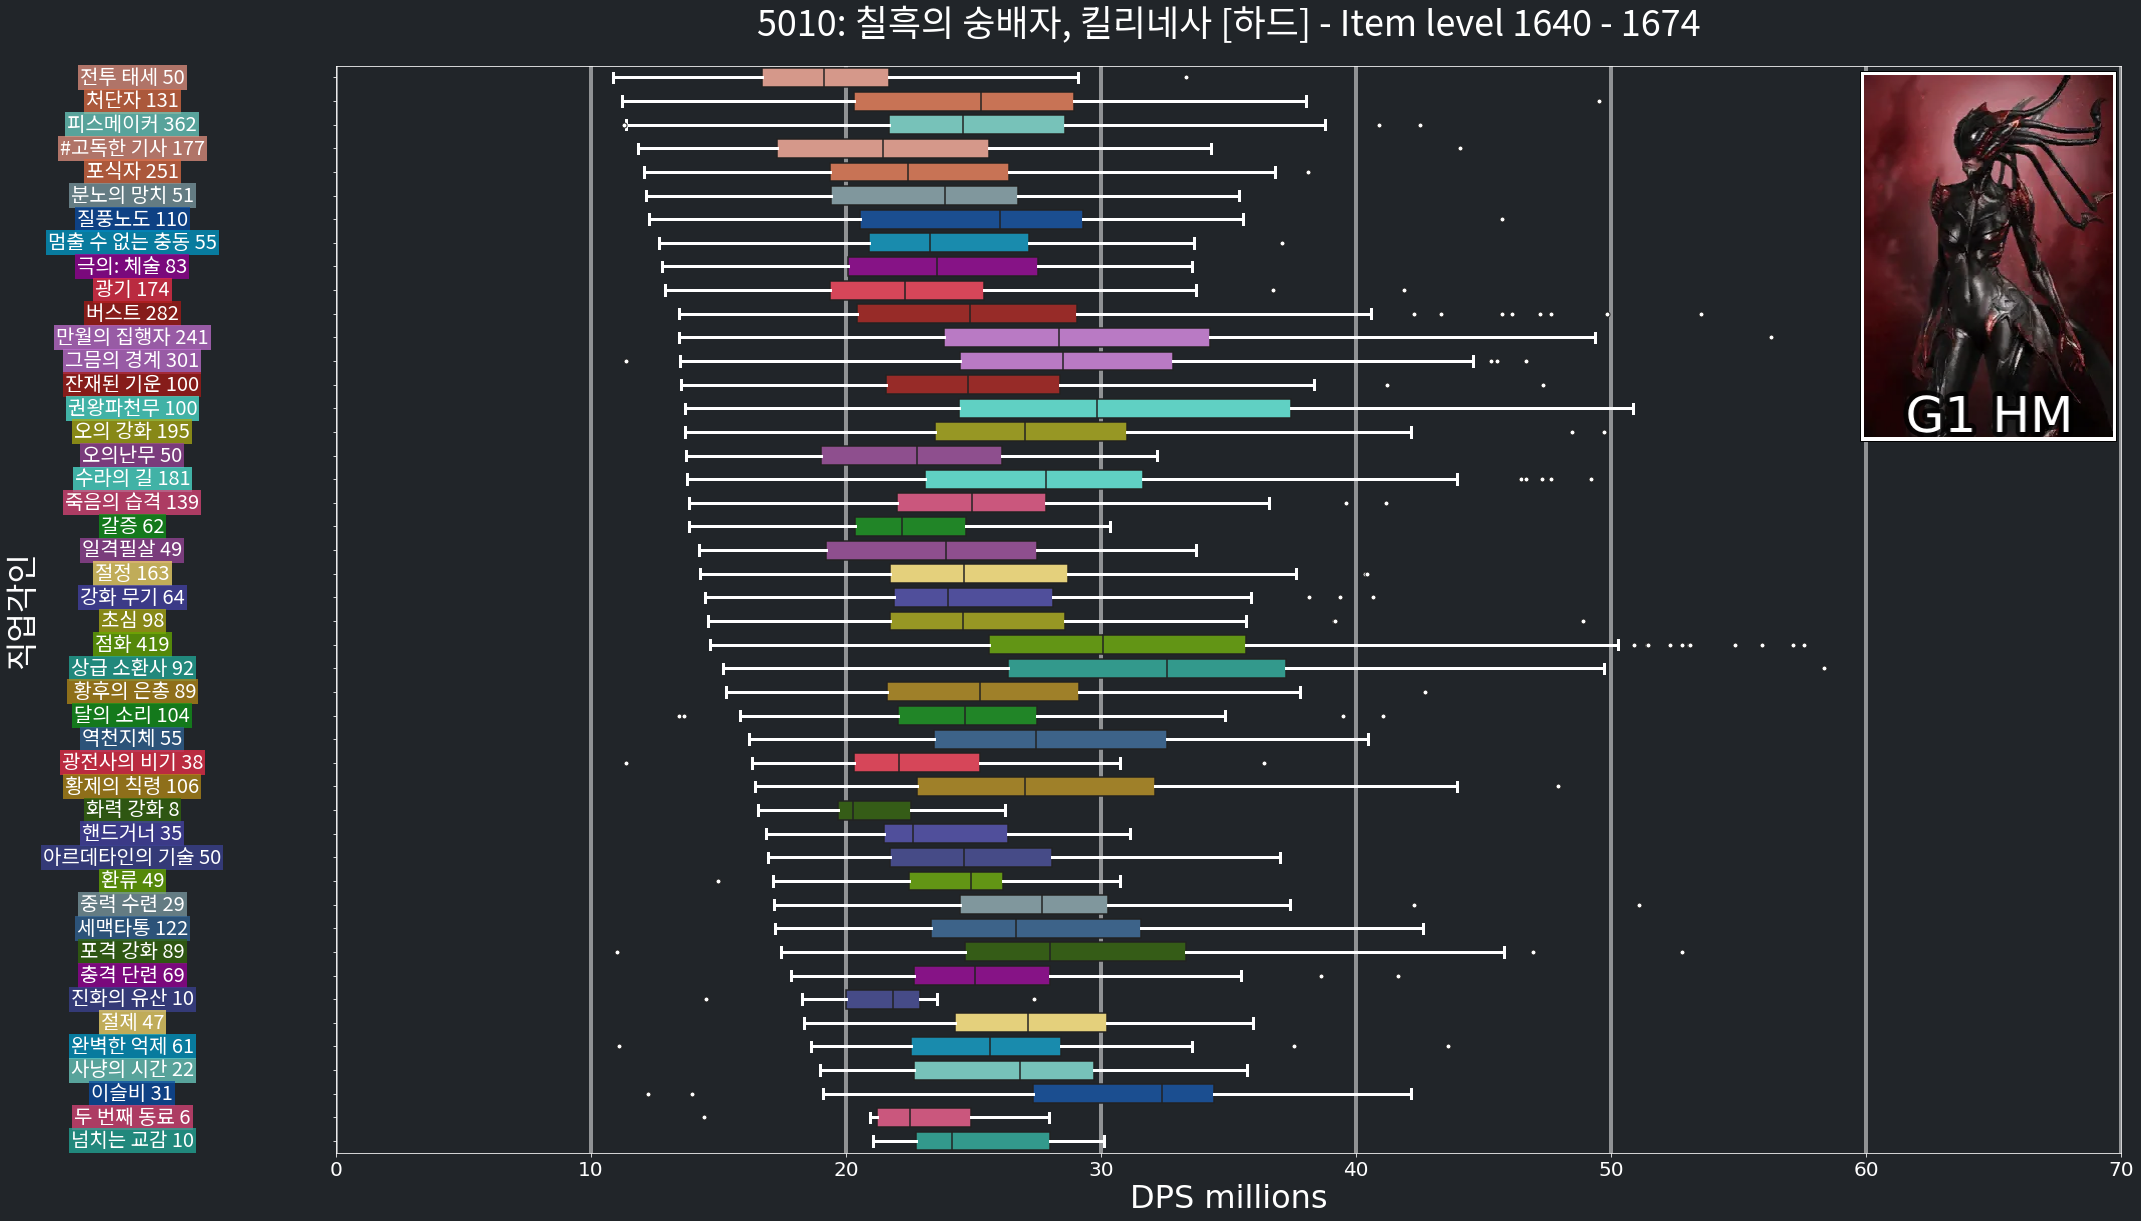 5010: 칠흑의 숭배자, 킬리네사 [하드] - Item level 1640 - 1674
전투 태세 50
처단자 131
피스메이커 362
#고독한 기사 177
포식자 251
분노의 망치 51
질풍노도 110
멈출 수 없는 충동 55
극의: 체술 83
광기 174
버스트 282
만월의 집행자 241
그믐의 경계 301
잔재된 기운 100
권왕파천무 100
오의 강화 195
오의난무 50
수라의 길 181
죽음의 습격 139
갈증 62
일격필살 49
절정 163
강화 무기 64
초심 98
점화 419
상급 소환사 92
황후의 은총 89
달의 소리 104
역천지체 55
광전사의 비기 38
황제의 칙령 106
화력 강화 8
핸드거너 35
아르데타인의 기술 50
환류 49
중력 수련 29
세맥타통 122
포격 강화 89
충격 단련 69
진화의 유산 10
절제 47
완벽한 억제 61
사냥의 시간 22
이슬비 31
두 번째 동료 6
넘치는 교감 10
직업각인
G1 HM
0 10 20 30 40 50 60 70
DPS millions